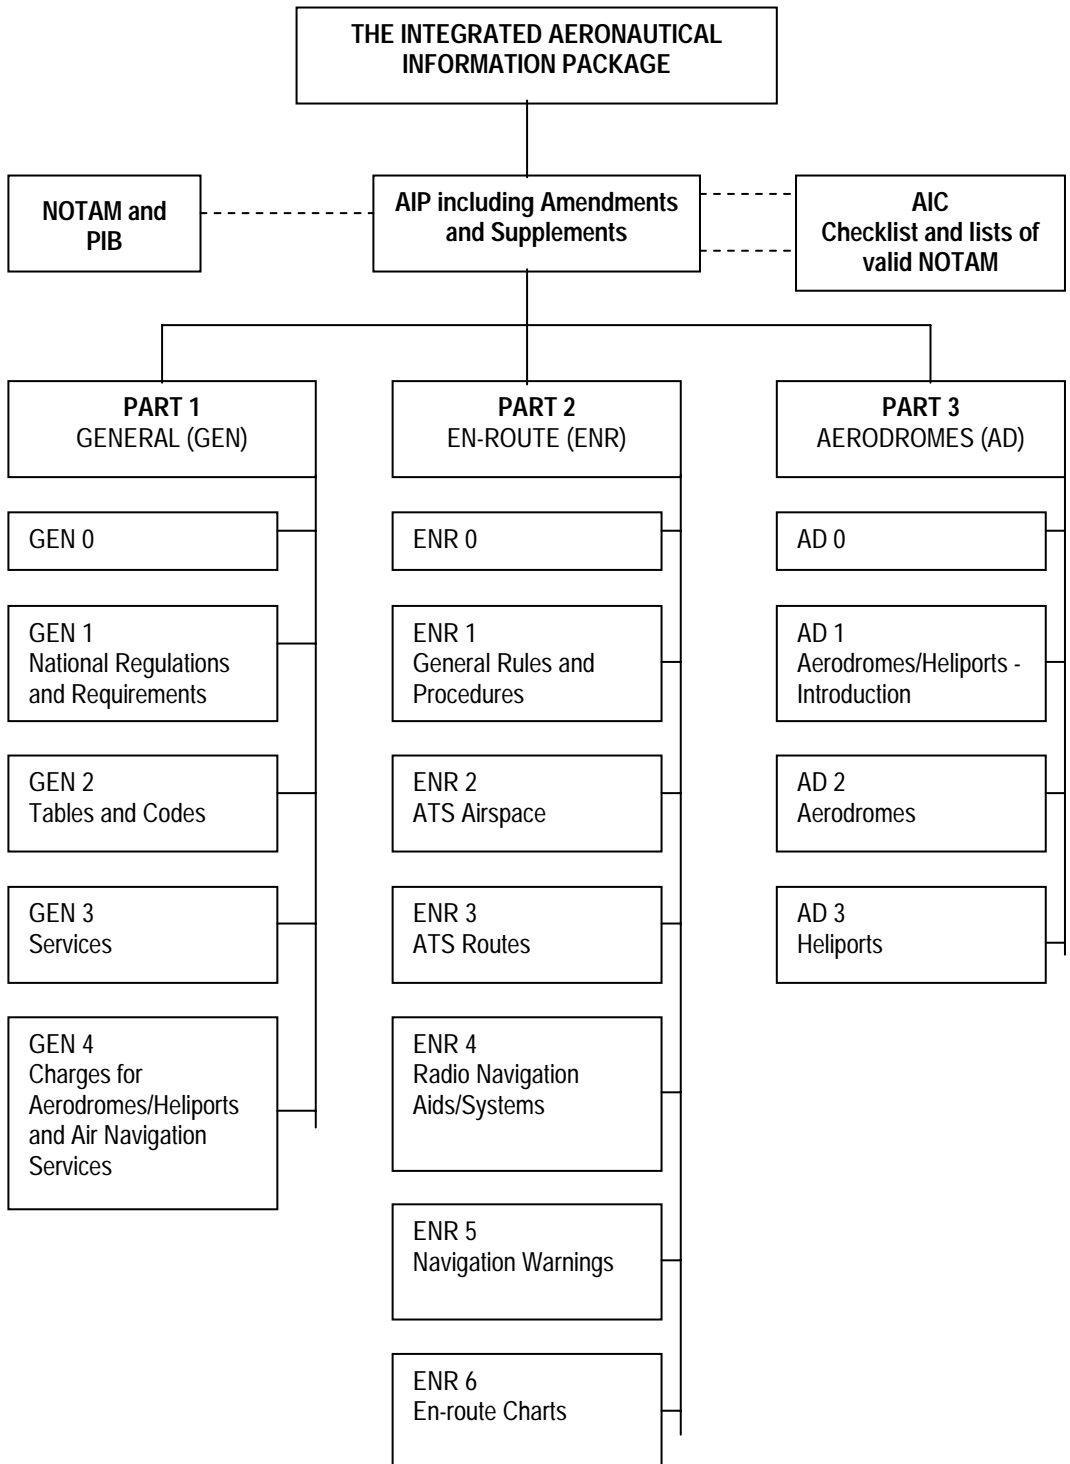 THE INTEGRATED AERONAUTICAL
INFORMATION PACKAGE
NOTAM and
PIB
AIP including Amendments
and Supplements
AIC
Checklist and lists of
valid NOTAM
PART 1
GENERAL (GEN)
GEN 0
GEN 1
National Regulations
and Requirements
GEN 2
Tables and Codes
GEN 3
Services
GEN 4
Charges for
Aerodromes/Heliports
and Air Navigation
Services
PART 2
EN-ROUTE (ENR)
ENR 0
ENR 1
General Rules and
Procedures
ENR 2
ATS Airspace
ENR 3
ATS Routes
ENR 4
Radio Navigation
Aids/Systems
ENR 5
Navigation Warnings
ENR 6
En-route Charts
PART 3
AERODROMES (AD)
AD 0
AD 1
Aerodromes/Heliports -
Introduction
AD 2
Aerodromes
AD 3
Heliports